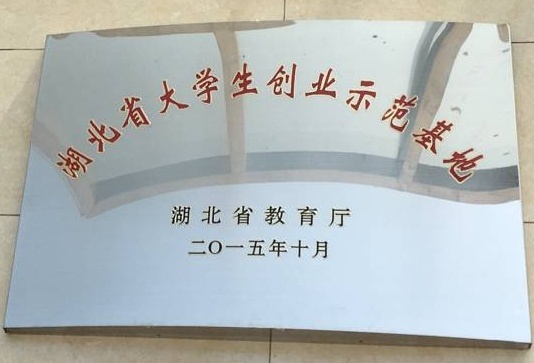 湖北省大学生创业示范基地
湖北省教育厅
二〇一五年十月